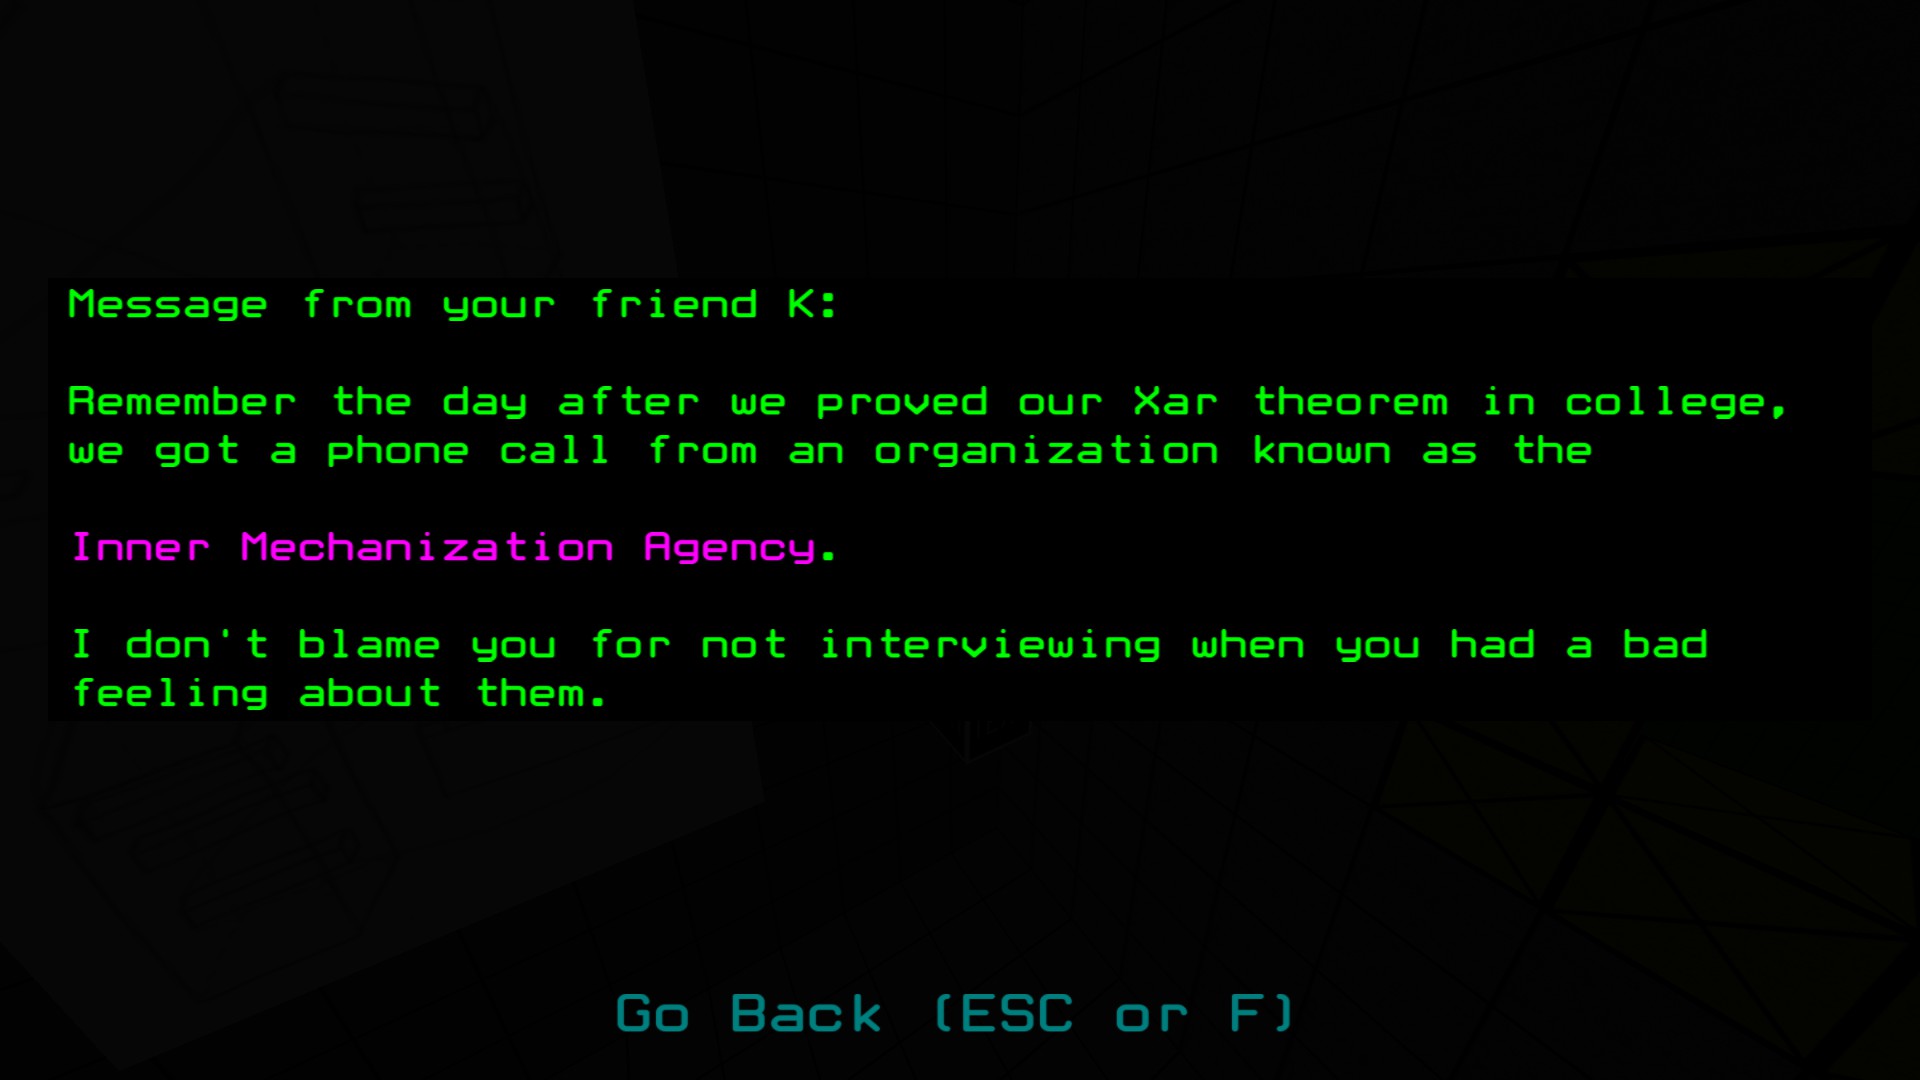 Message from your friend K:
Remember the day after we proved our Xar theorem in college,
we got a phone call from an organization known as the
Inner Mechanization Agency.
I don't blame you for not interviewing when you had a bad
feeling about them.
Go Back (ESC or F)